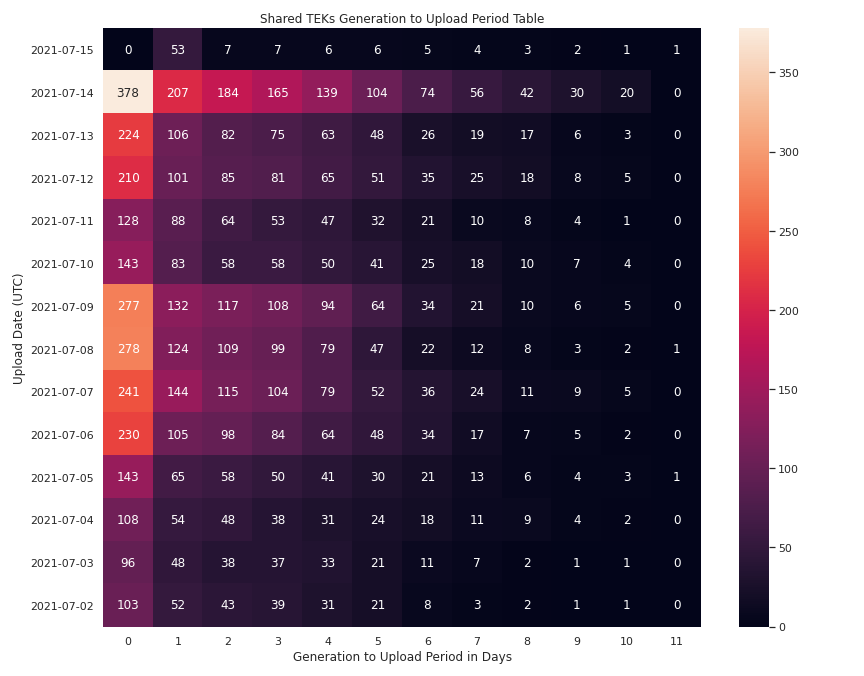 Shared TEKs Generation to Upload Period Table
Upload Date (UTC)
2021-07-15 0 53 7 7 6 6 5 4 3 2 1 1
2021-07-14 378 207 184 165 139 104 74 56 42 30 20 0
2021-07-13 224 106 82 75 63 48 26 19 17 6 3 0
2021-07-12 210 101 85 81 65 51 35 25 18 8 5 0
2021-07-11 128 88 64 53 47 32 21 10 8 4 1 0
2021-07-10 143 83 58 58 50 41 25 18 10 7 4 0
2021-07-09 277 132 117 108 94 64 34 21 10 6 5 0
2021-07-08 278 124 109 99 79 47 22 12 8 3 2 1
2021-07-07 241 144 115 104 79 52 36 24 11 9 5 0
2021-07-06 230 105 98 84 64 48 34 17 7 5 2 0
2021-07-05 143 65 58 50 41 30 21 13 6 4 3 1
2021-07-04 108 54 48 38 31 24 18 11 9 4 2 0
2021-07-03 96 48 38 37 33 21 11 7 2 1 1 0
2021-07-02 103 52 43 39 31 21 8 3 2 1 1 0
0 1 2 3 4 5 6 7 8 9 10 11
Generation to Upload Period in Days
350
300
250
200
150
100
50
0